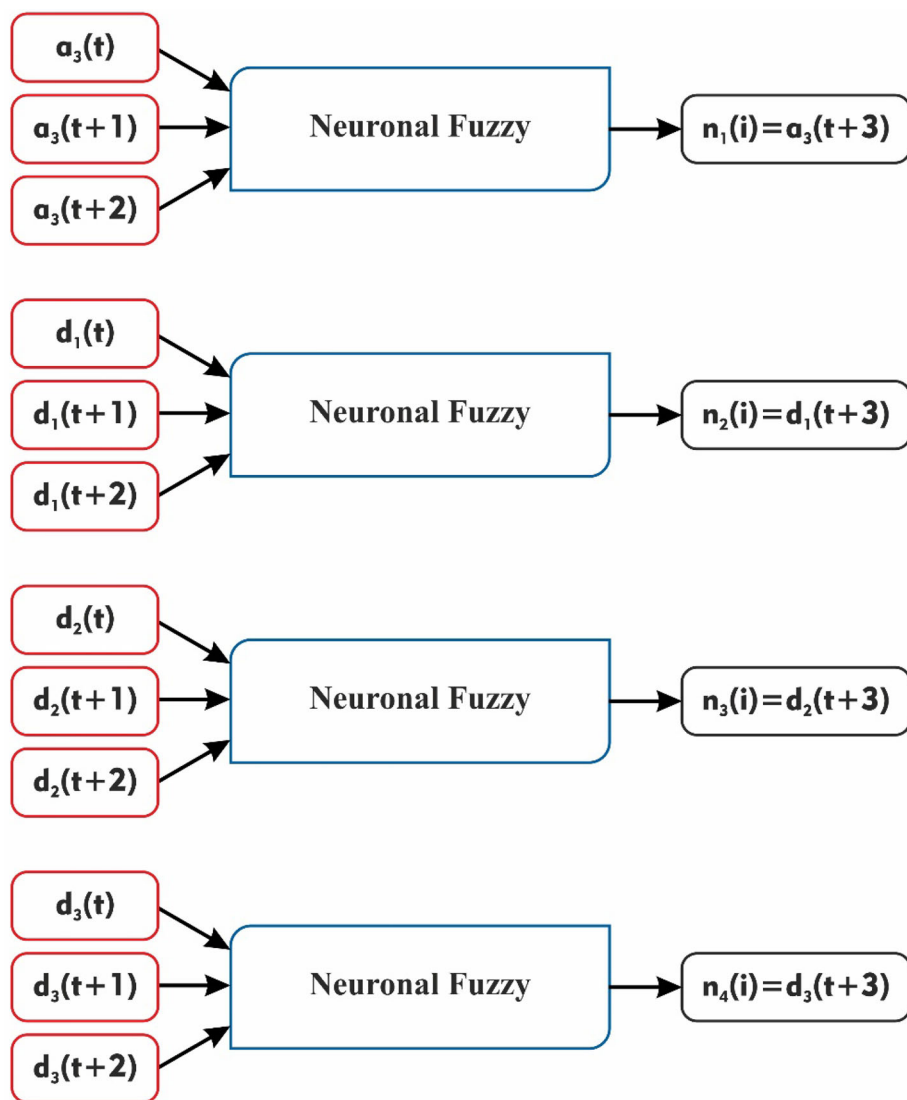 a₃(t)
a₃(t+1)
a₃(t+2)
Neuronal Fuzzy
n₁(i)=a₃(t+3)
d₁(t)
d₁(t+1)
d₁(t+2)
Neuronal Fuzzy
n₂(i)=d₁(t+3)
d₂(t)
d₂(t+1)
d₂(t+2)
Neuronal Fuzzy
n₃(i)=d₂(t+3)
d₃(t)
d₃(t+1)
d₃(t+2)
Neuronal Fuzzy
n₄(i)=d₃(t+3)